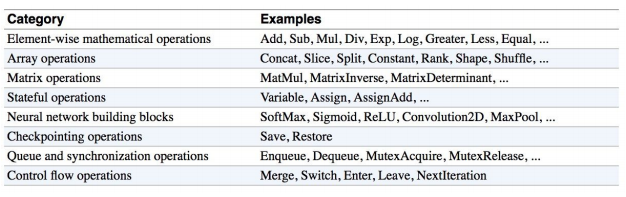 Category Examples
Element-wise mathematical operations Add, Sub, Mul, Div, Exp, Log, Greater, Less, Equal, ...
Array operations Concat, Slice, Split, Constant, Rank, Shape, Shuffle, ...
Matrix operations MatMul, MatrixInverse, MatrixDeterminant, ...
Stateful operations Variable, Assign, AssignAdd, ...
Neural network building blocks SoftMax, Sigmoid, ReLU, Convolution2D, MaxPool, ...
Checkpointing operations Save, Restore
Queue and synchronization operations Enqueue, Dequeue, MutexAcquire, MutexRelease, ...
Control flow operations Merge, Switch, Enter, Leave, NextIteration